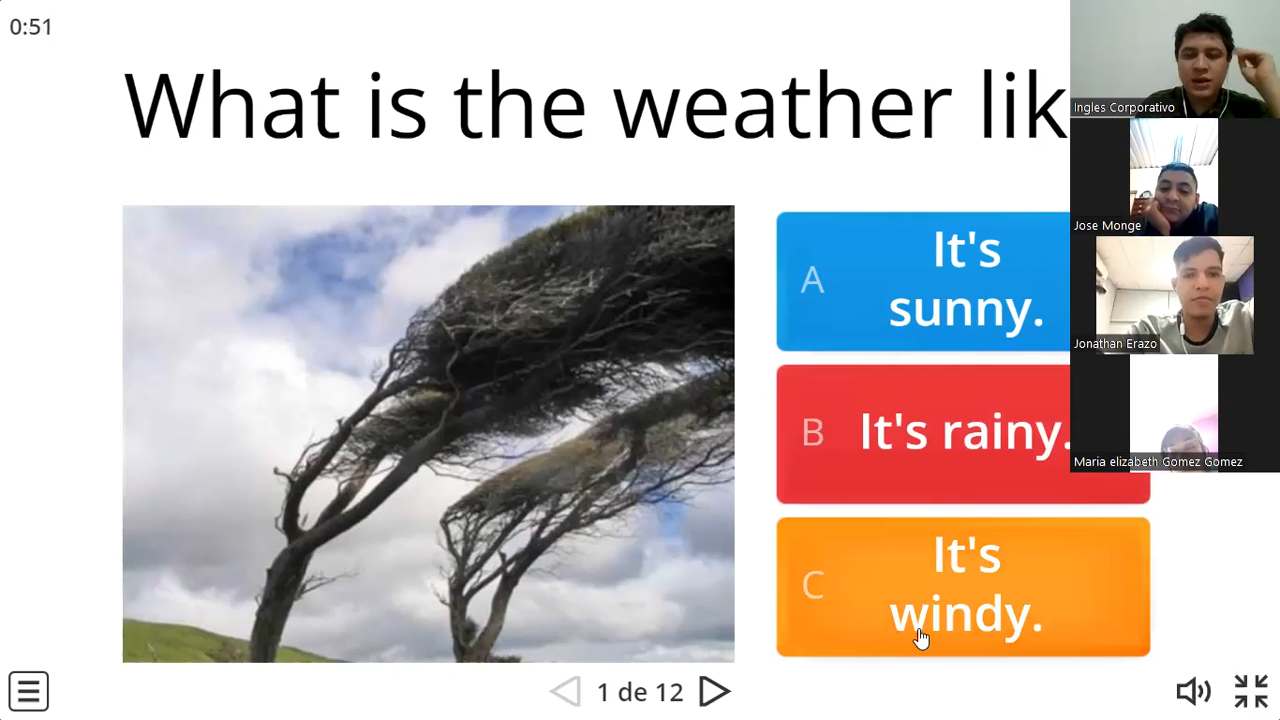 0:51
What is the weather lik
A
It's
sunny.
B
It's rainy.
C
It's
windy.
1 de 12
Ingles Corporativo
Jose Monge
Jonathan Erazo
Maria elizabeth Gomez Gomez